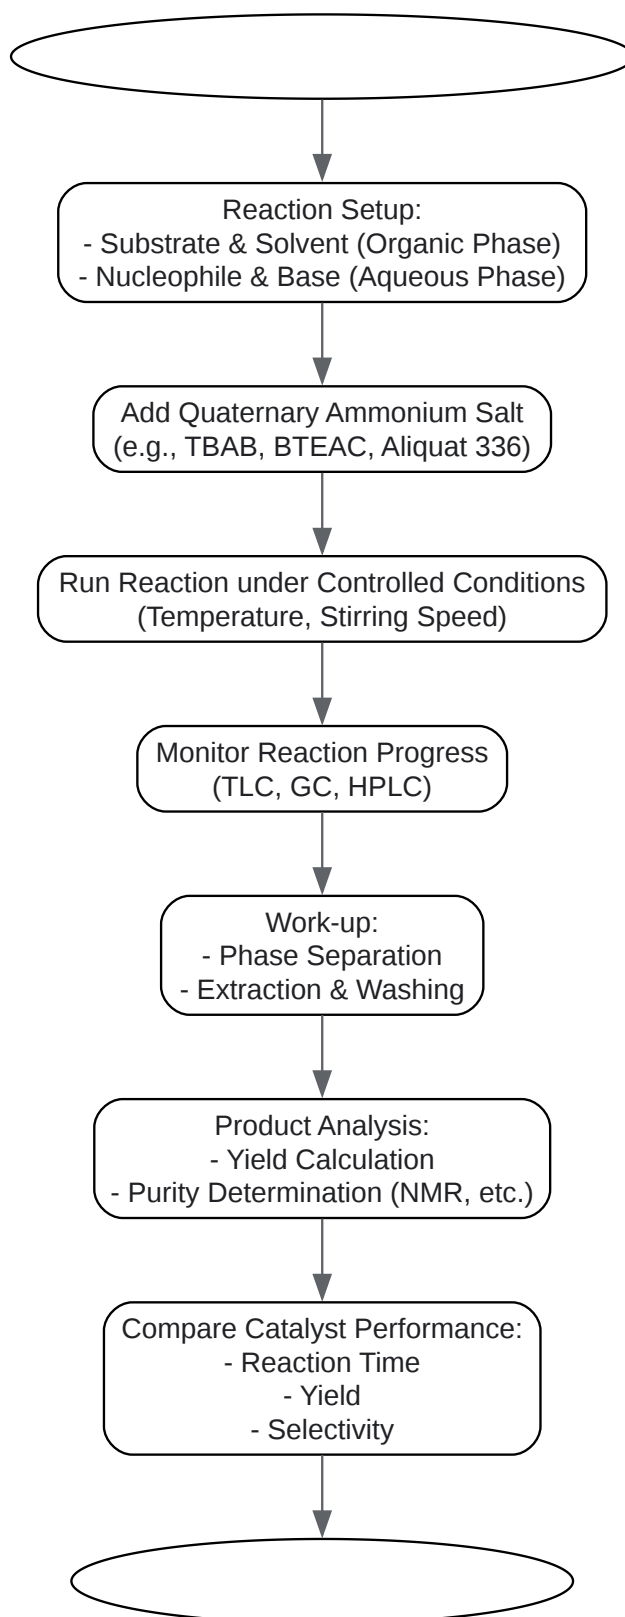 Reaction Setup:
- Substrate & Solvent (Organic Phase)
- Nucleophile & Base (Aqueous Phase)
Add Quaternary Ammonium Salt
(e.g., TBAB, BTEAC, Aliquat 336)
Run Reaction under Controlled Conditions
(Temperature, Stirring Speed)
Monitor Reaction Progress
(TLC, GC, HPLC)
Work-up:
- Phase Separation
- Extraction & Washing
Product Analysis:
- Yield Calculation
- Purity Determination (NMR, etc.)
Compare Catalyst Performance:
- Reaction Time
- Yield
- Selectivity